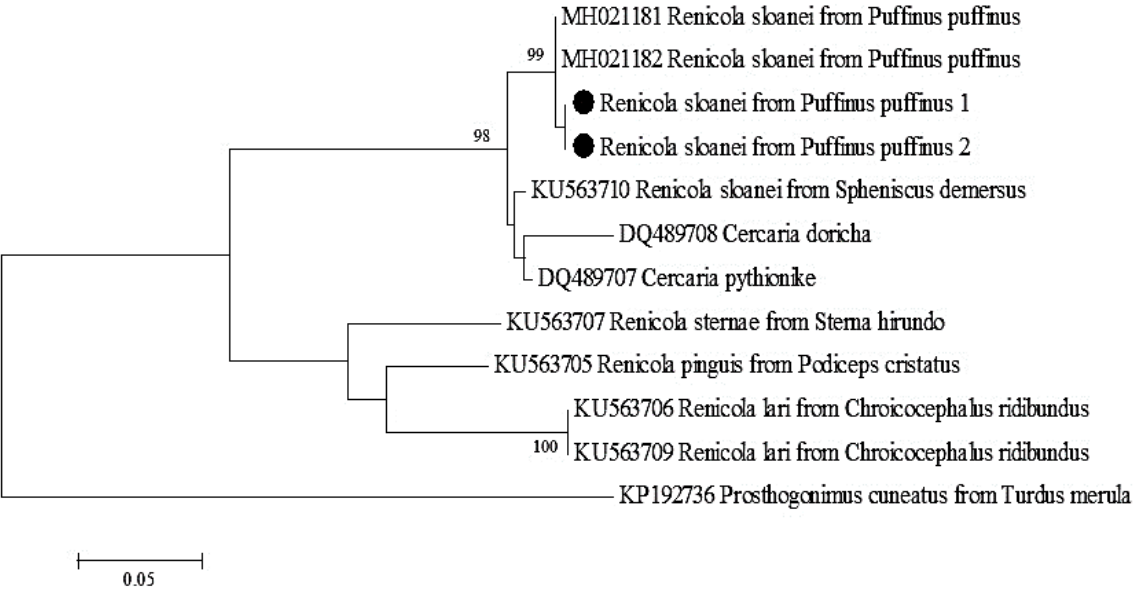 MH021181 Renicola sloanei from Puffinus puffinus
99
MH021182 Renicola sloanei from Puffinus puffinus
Renicola sloanei from Puffinus puffinus 1
98
Renicola sloanei from Puffinus puffinus 2
KU563710 Renicola sloanei from Spheniscus demersus
DQ489708 Cercaria doricha
DQ489707 Cercaria pythionike
KU563707 Renicola sternae from Sterna hirundo
KU563705 Renicola pinguis from Podiceps cristatus
KU563706 Renicola lari from Chroicocephalus ridibundus
100
KU563709 Renicola lari from Chroicocephalus ridibundus
KP192736 Prosthogonimus cuneatus from Turdus merula
0.05